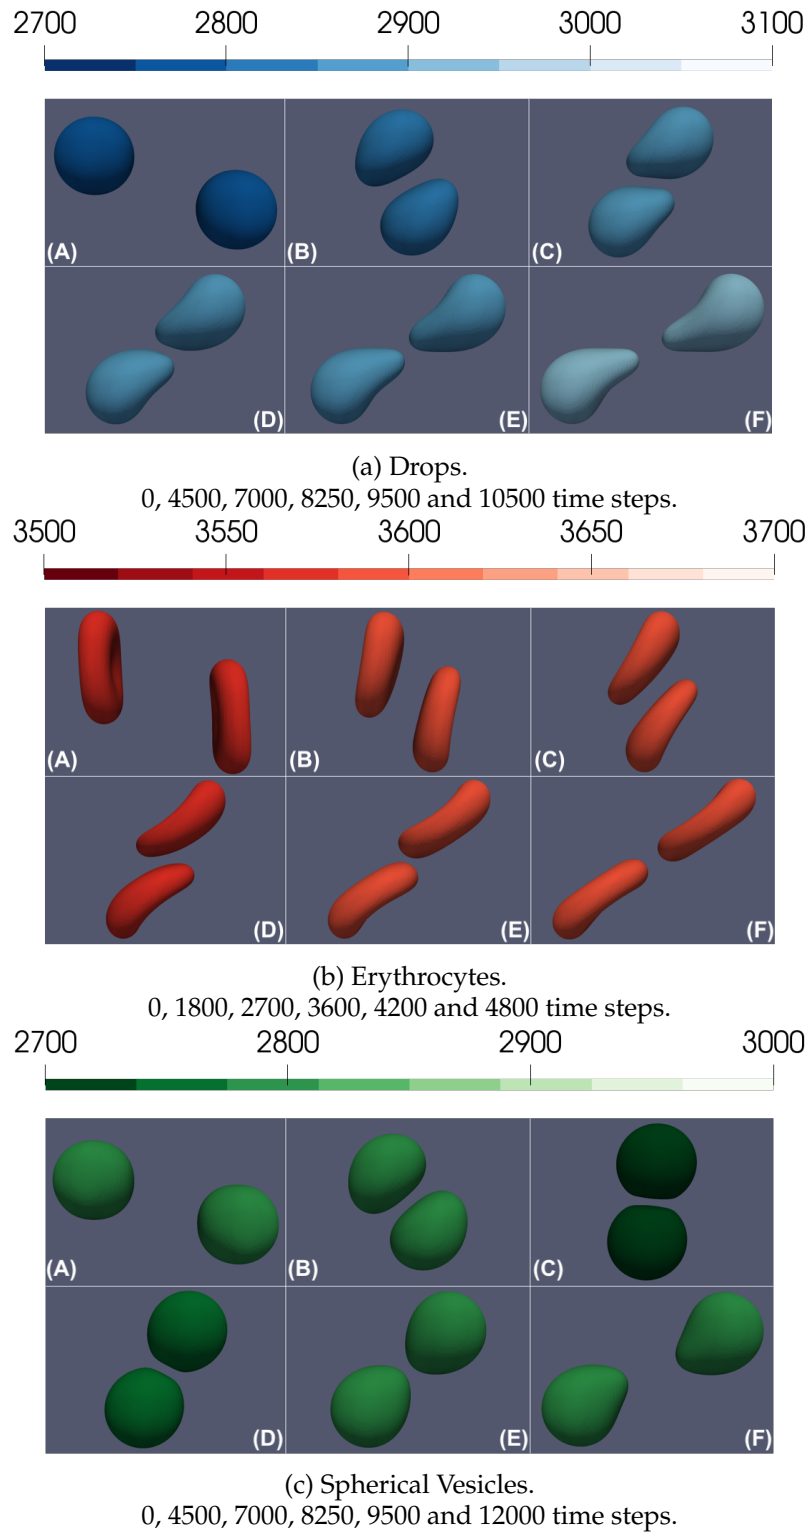 2700 2800 2900 3000 3100
(A) (B) (C)
(D) (E) (F)
(a) Drops.
0, 4500, 7000, 8250, 9500 and 10500 time steps.
3500 3550 3600 3650 3700
(A) (B) (C)
(D) (E) (F)
(b) Erythrocytes.
0, 1800, 2700, 3600, 4200 and 4800 time steps.
2700 2800 2900 3000
(A) (B) (C)
(D) (E) (F)
(c) Spherical Vesicles.
0, 4500, 7000, 8250, 9500 and 12000 time steps.